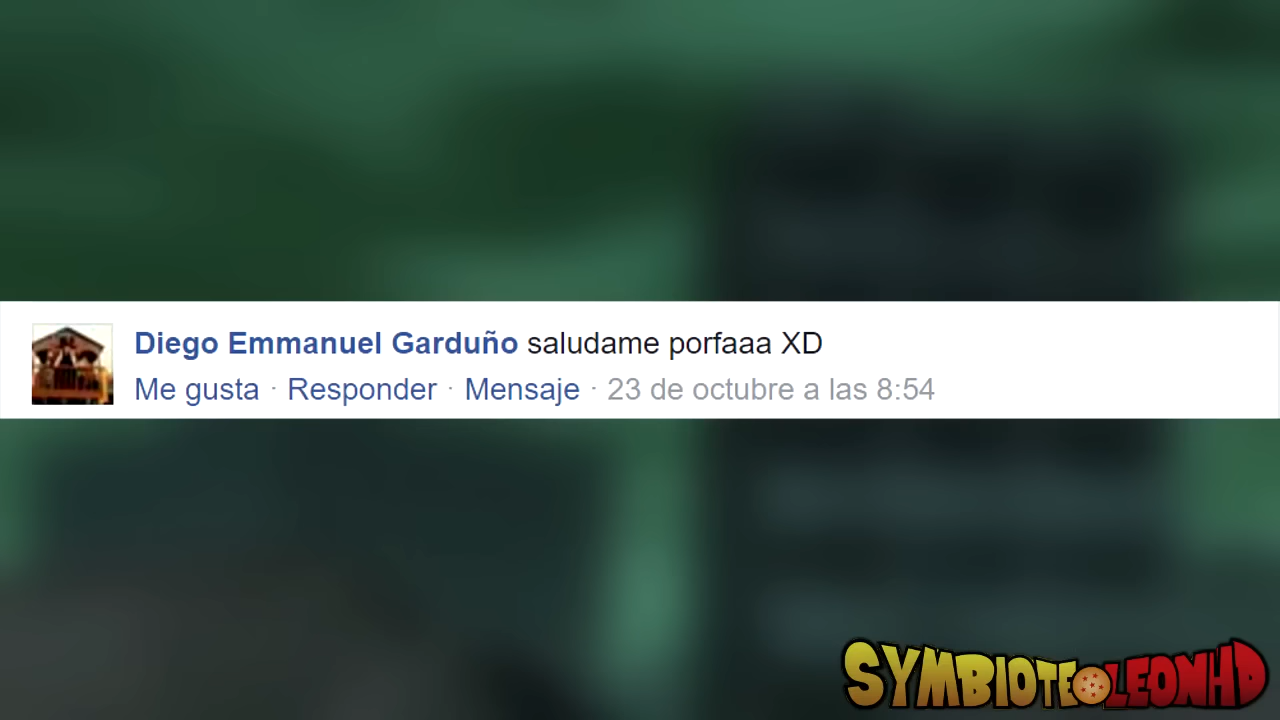 Diego Emmanuel Garduño saludame porfaaa XD
Me gusta · Responder · Mensaje · 23 de octubre a las 8:54
SYMBIOTELEONHD